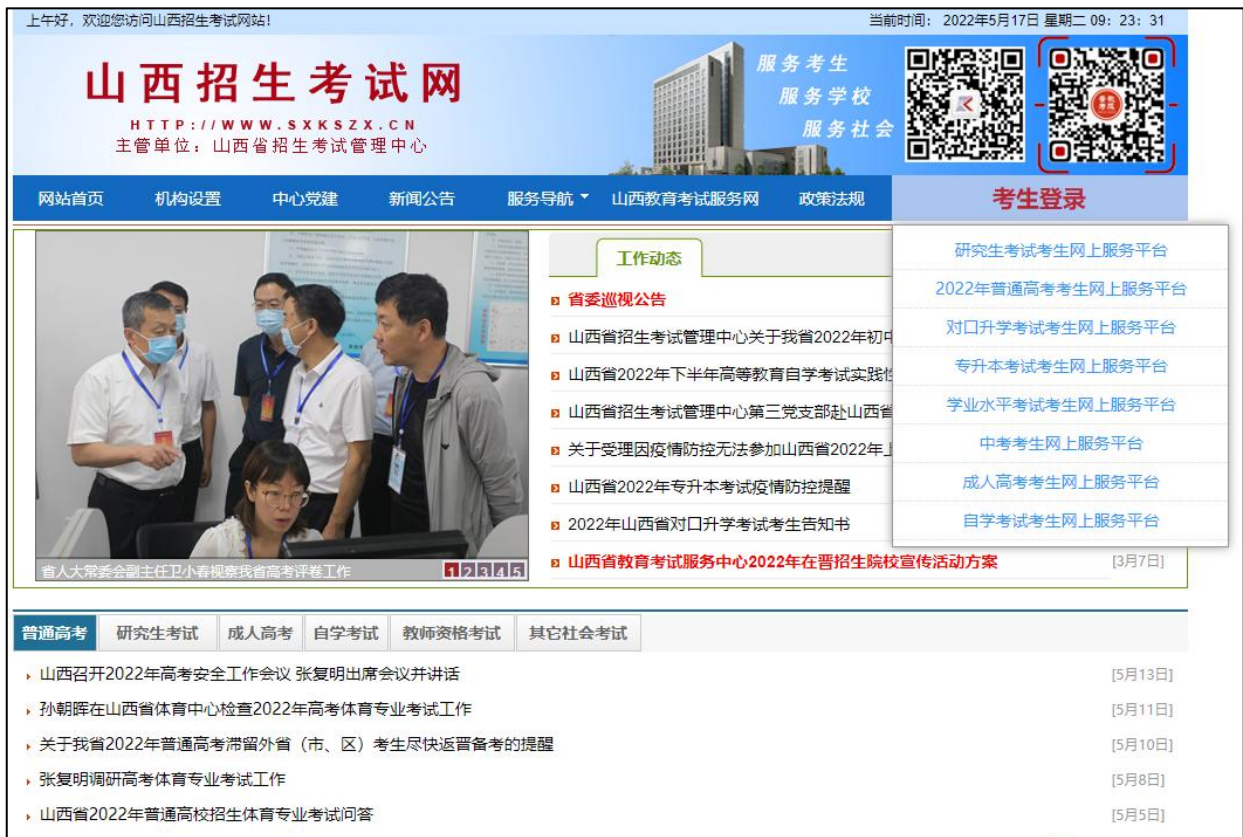 上午好，欢迎您访问山西招生考试网站！
当前时间： 2022年5月17日 星期二 09：23：31
山西招生考试网
HTTP://WWW.SXKSZX.CN
主管单位：山西省招生考试管理中心
服务考生
服务学校
服务社会
网站首页 机构设置 中心党建 新闻公告 服务导航 山西教育考试服务网 政策法规 考生登录
研究生考试考生网上服务平台
2022年普通高考考生网上服务平台
对口升学考试考生网上服务平台
专升本考试考生网上服务平台
学业水平考试考生网上服务平台
中考考生网上服务平台
成人高考考生网上服务平台
自学考试考生网上服务平台
工作动态
省委巡视公告
山西省招生考试管理中心关于我省2022年初中
山西省2022年下半年高等教育自学考试实践性
山西省招生考试管理中心第三党支部赴山西省
关于受理因疫情防控无法参加山西省2022年上
山西省2022年专升本考试疫情防控提醒
2022年山西省对口升学考试考生告知书
山西省教育考试服务中心2022年在晋招生院校宣传活动方案 [3月7日]
省人大常委会副主任卫小春视察我省高考评卷工作 1 2 3 4 5
普通高考 研究生考试 成人高考 自学考试 教师资格考试 其它社会考试
山西召开2022年高考安全工作会议 张复明出席会议并讲话 [5月13日]
孙朝晖在山西省体育中心检查2022年高考体育专业考试工作 [5月11日]
关于我省2022年普通高考滞留外省（市、区）考生尽快返晋备考的提醒 [5月10日]
张复明调研高考体育专业考试工作 [5月8日]
山西省2022年普通高校招生体育专业考试问答 [5月5日]